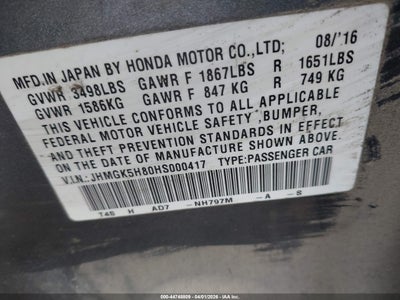 MFD.IN JAPAN BY HONDA MOTOR CO.,LTD; 08/'16
GVWR 3498LBS GAWR F 1867LBS R 1651LBS
GVWR 1586KG GAWR F 847 KG R 749 KG
THIS VEHICLE CONFORMS TO ALL APPLICABLE
FEDERAL MOTOR VEHICLE SAFETY ,BUMPER,
AND THEFT PREVENTION STANDARDS IN EFFECT
ON THE DATE OF MANUFACTURE SHOWN ABOVE.
V.I.N.: JHMGK5H80HS000417 TYPE:PASSENGER CAR
T4S H AD7 NH797M -A -S
000-44748809 - 04/01/2026 - IAAI.COM